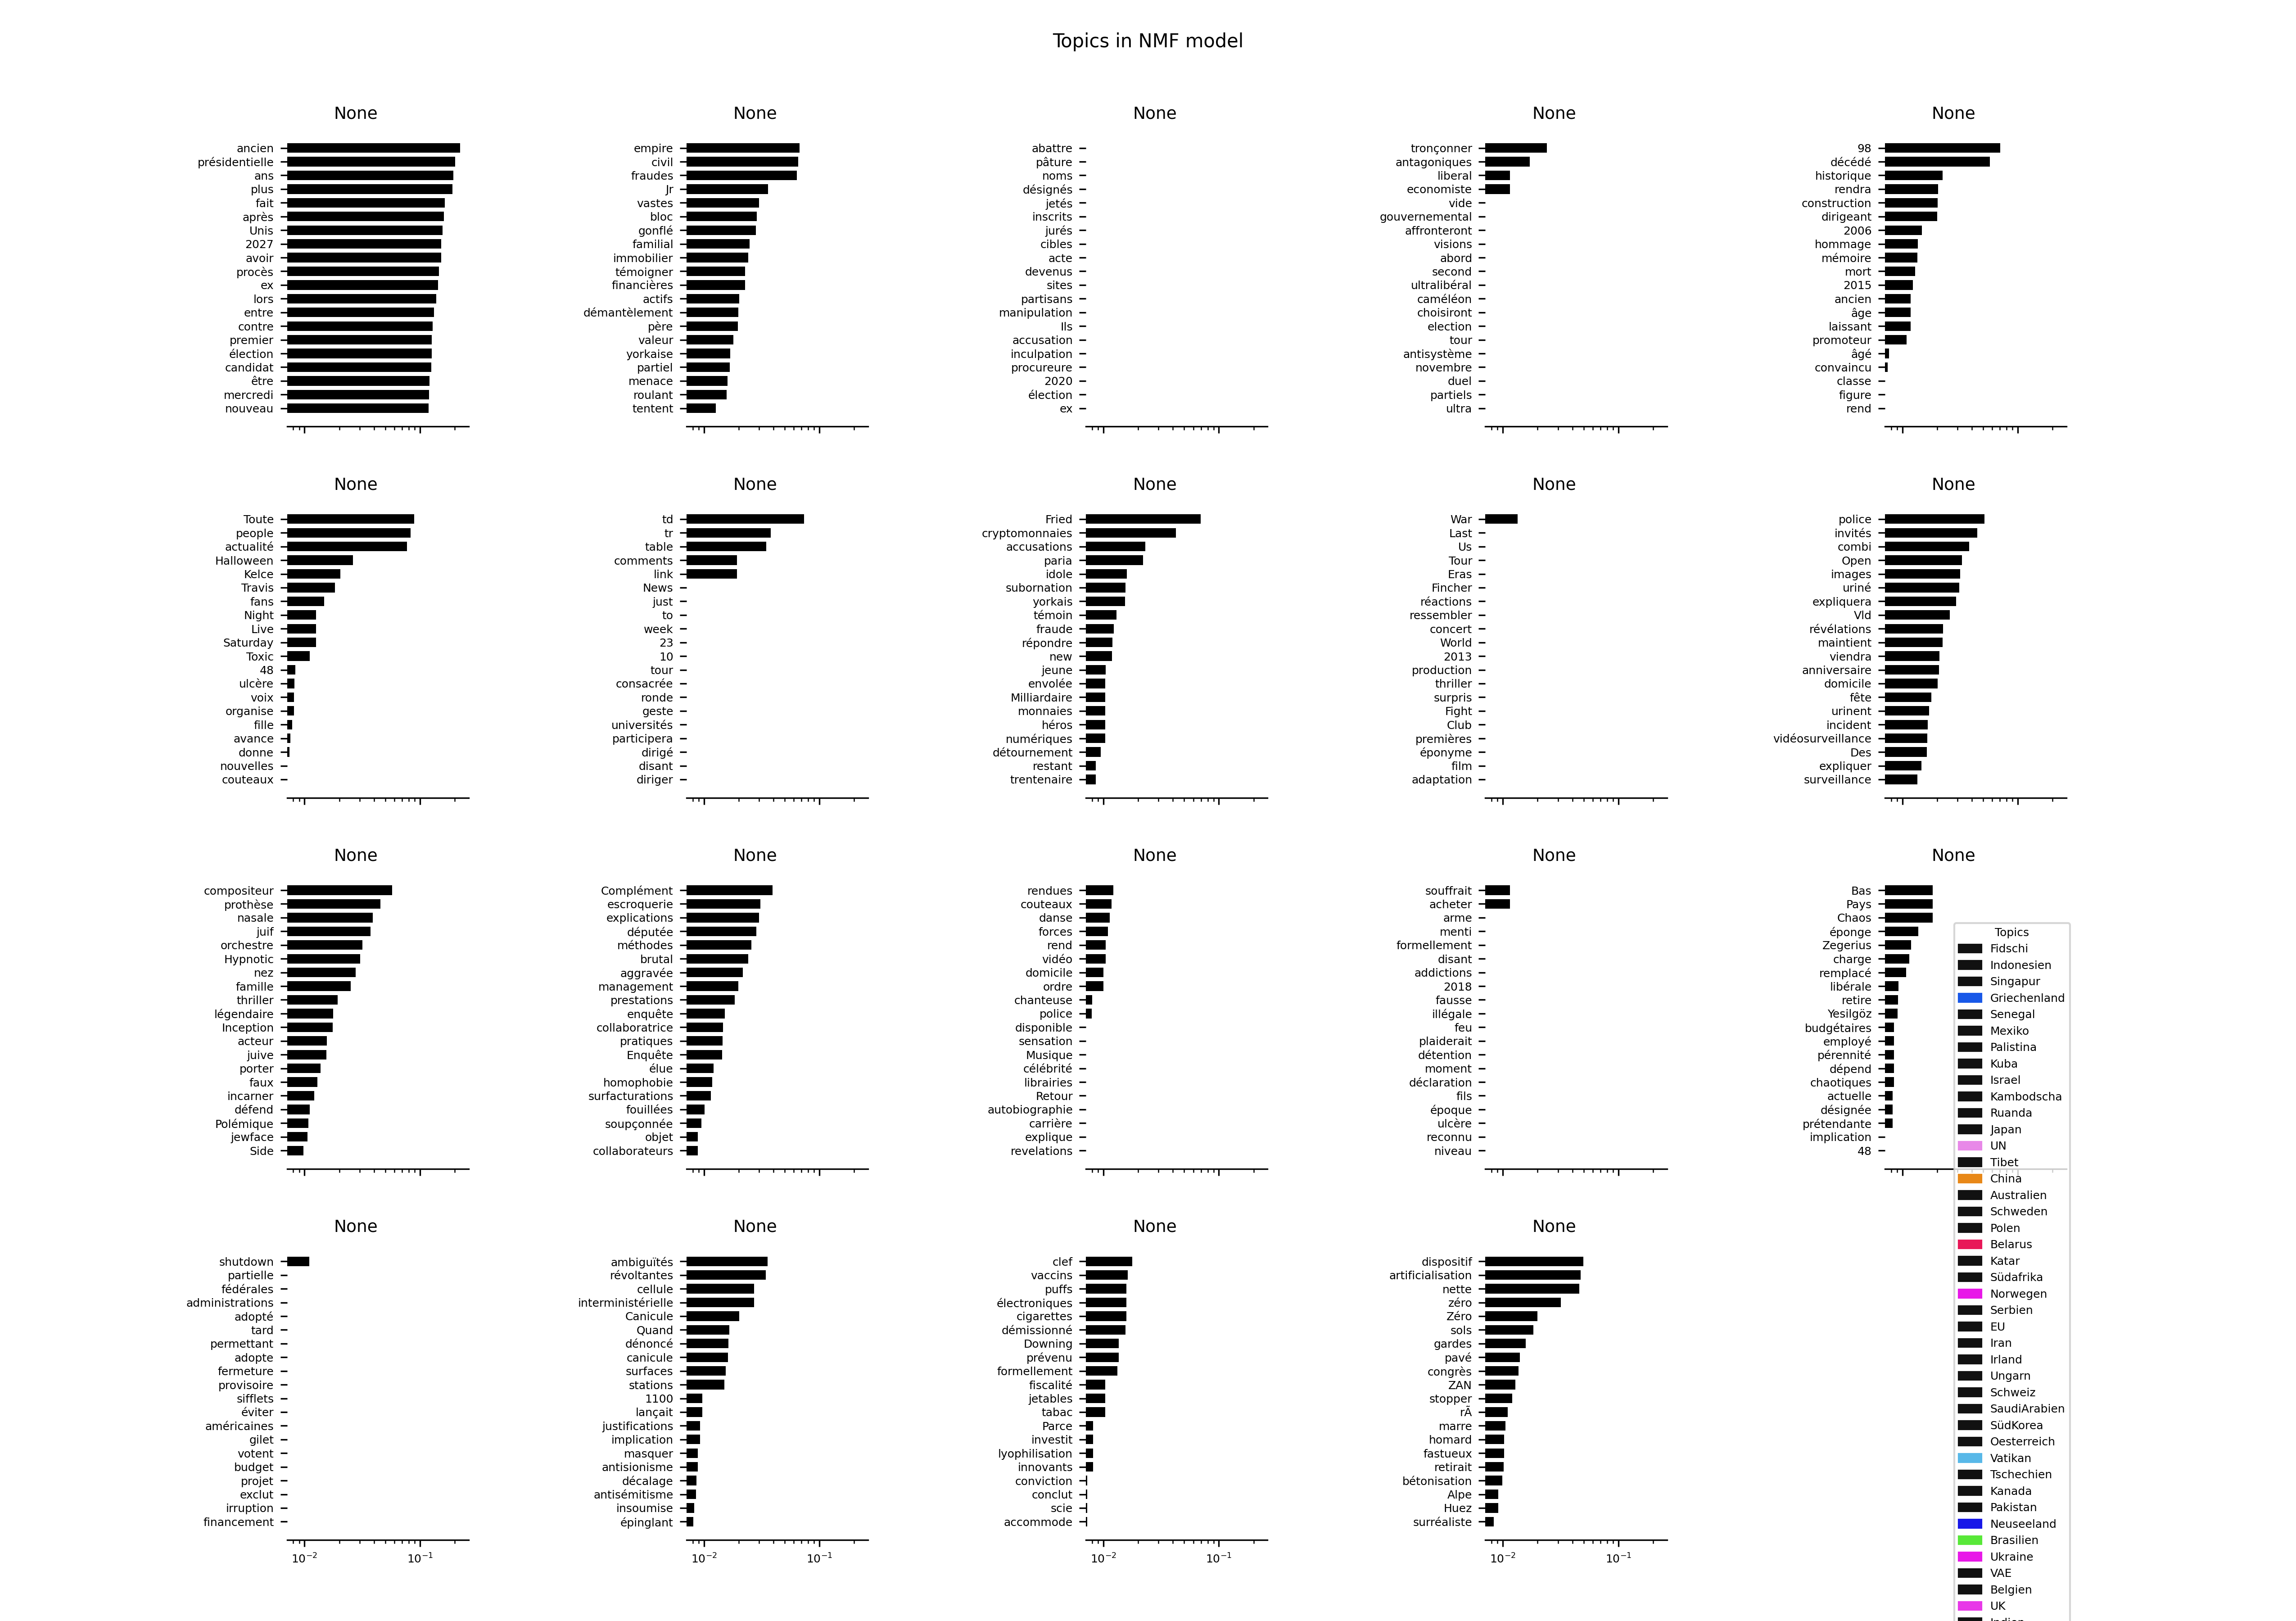 Topics in NMF model
None
ancien
présidentielle
ans
plus
fait
après
Unis
2027
avoir
procès
ex
lors
entre
contre
premier
élection
candidat
être
mercredi
nouveau
None
empire
civil
fraudes
Jr
vastes
bloc
gonflé
familial
immobilier
témoigner
financières
actifs
démantèlement
père
valeur
yorkaise
partiel
menace
roulant
tentent
None
abattre
pâture
noms
désignés
jetés
inscrits
jurés
cibles
acte
devenus
sites
partisans
manipulation
Ils
accusation
inculpation
procureure
2020
élection
ex
None
tronçonner
antagoniques
liberal
economiste
vide
gouvernemental
affronteront
visions
abord
second
ultralibéral
caméléon
choisiront
election
tour
antisystème
novembre
duel
partiels
ultra
None
98
décédé
historique
rendra
construction
dirigeant
2006
hommage
mémoire
mort
2015
ancien
âge
laissant
promoteur
âgé
convaincu
classe
figure
rend
None
Toute
people
actualité
Halloween
Kelce
Travis
fans
Night
Live
Saturday
Toxic
48
ulcère
voix
organise
fille
avance
donne
nouvelles
couteaux
None
td
tr
table
comments
link
News
just
to
week
23
10
tour
consacrée
ronde
geste
universités
participera
dirigé
disant
diriger
None
Fried
cryptomonnaies
accusations
paria
idole
subornation
yorkais
témoin
fraude
répondre
new
jeune
envolée
Milliardaire
monnaies
héros
numériques
détournement
restant
trentenaire
None
War
Last
Us
Tour
Eras
Fincher
réactions
ressembler
concert
World
2013
production
thriller
surpris
Fight
Club
premières
éponyme
film
adaptation
None
police
invités
combi
Open
images
uriné
expliquera
Vld
révélations
maintient
viendra
anniversaire
domicile
fête
urinent
incident
vidéosurveillance
Des
expliquer
surveillance
None
compositeur
prothèse
nasale
juif
orchestre
Hypnotic
nez
famille
thriller
légendaire
Inception
acteur
juive
porter
faux
incarner
défend
Polémique
jewface
Side
None
Complément
escroquerie
explications
députée
méthodes
brutal
aggravée
management
prestations
enquête
collaboratrice
pratiques
Enquête
élue
homophobie
surfacturations
fouillées
soupçonnée
objet
collaborateurs
None
rendues
couteaux
danse
forces
rend
vidéo
domicile
ordre
chanteuse
police
disponible
sensation
Musique
célébrité
librairies
Retour
autobiographie
carrière
explique
revelations
None
souffrait
acheter
arme
menti
formellement
disant
addictions
2018
fausse
illégale
feu
plaiderait
détention
moment
déclaration
fils
époque
ulcère
reconnu
niveau
None
Bas
Pays
Chaos
éponge
Zegerius
charge
remplacé
libérale
retire
Yesilgöz
budgétaires
employé
pérennité
dépend
chaotiques
actuelle
désignée
prétendante
implication
48
None
shutdown
partielle
fédérales
administrations
adopté
tard
permettant
adopte
fermeture
provisoire
sifflets
éviter
américaines
gilet
votent
budget
projet
exclut
irruption
financement
10⁻²
10⁻¹
None
ambiguïtés
révoltantes
cellule
interministérielle
Canicule
Quand
dénoncé
canicule
surfaces
stations
1100
lançait
justifications
implication
masquer
antisionisme
décalage
antisémitisme
insoumise
épinglant
10⁻²
10⁻¹
None
clef
vaccins
puffs
électroniques
cigarettes
démissionné
Downing
prévenu
formellement
fiscalité
jetables
tabac
Parce
investit
lyophilisation
innovants
conviction
conclut
scie
accommode
10⁻²
10⁻¹
None
dispositif
artificialisation
nette
zéro
Zéro
sols
gardes
pavé
congrès
ZAN
stopper
rÃ
marre
homard
fastueux
retirait
bétonisation
Alpe
Huez
surréaliste
10⁻²
10⁻¹
Topics
Fidschi
Indonesien
Singapur
Griechenland
Senegal
Mexiko
Palistina
Kuba
Israel
Kambodscha
Ruanda
Japan
UN
Tibet
China
Australien
Schweden
Polen
Belarus
Katar
Südafrika
Norwegen
Serbien
EU
Iran
Irland
Ungarn
Schweiz
SaudiArabien
SüdKorea
Oesterreich
Vatikan
Tschechien
Kanada
Pakistan
Neuseeland
Brasilien
Ukraine
VAE
Belgien
UK